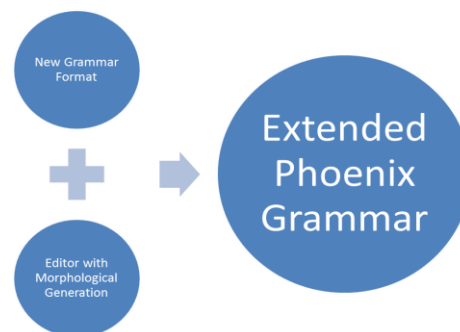 New Grammar
Format
Editor with
Morphological
Generation
Extended
Phoenix
Grammar